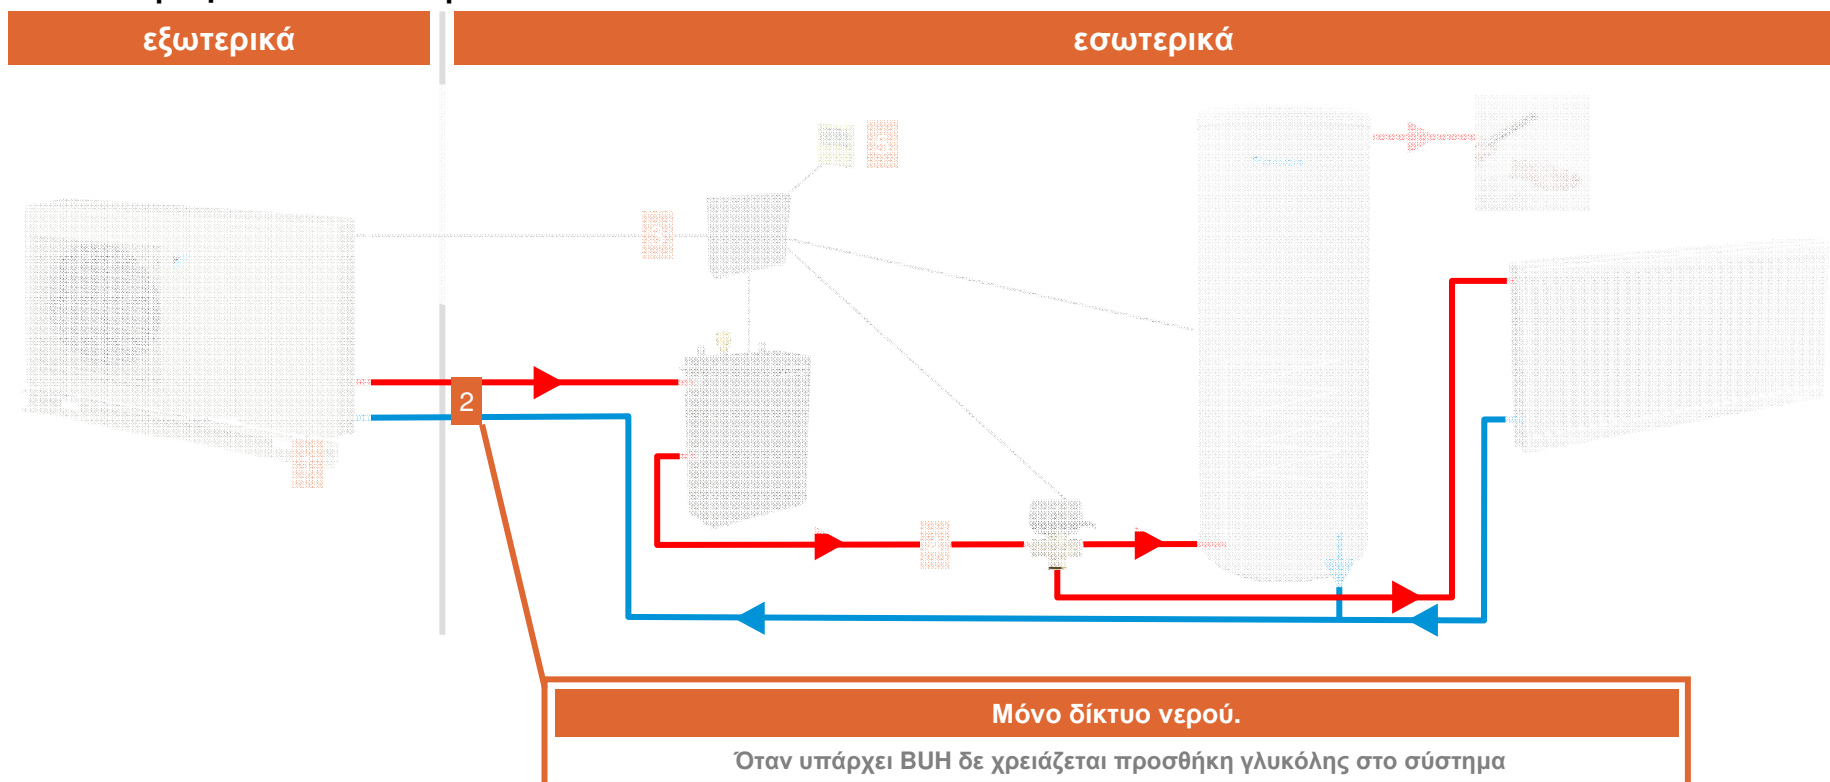 εξωτερικά
εσωτερικά
2
Μόνο δίκτυο νερού.
Όταν υπάρχει BUH δε χρειάζεται προσθήκη γλυκόλης στο σύστημα